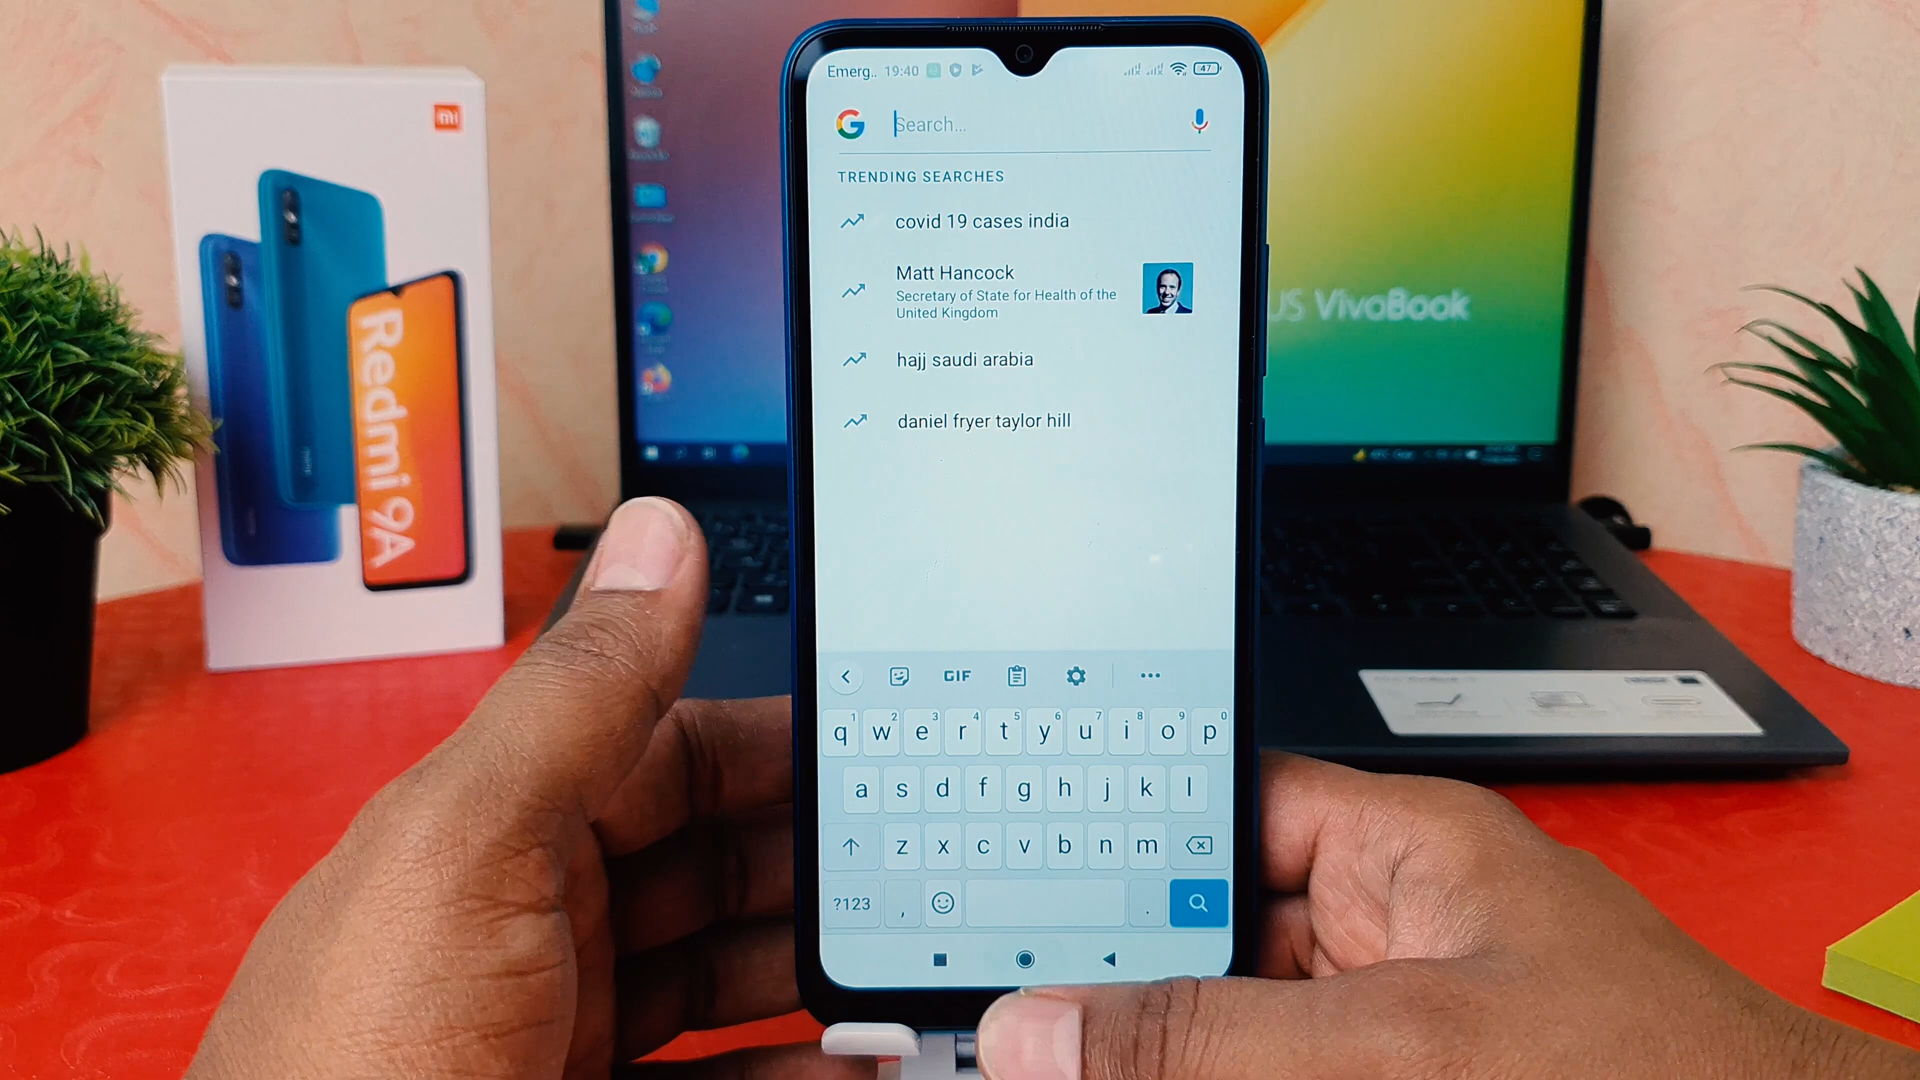 Emerg.. 19:40
47
Search...
TRENDING SEARCHES
covid 19 cases india
Matt Hancock
Secretary of State for Health of the
United Kingdom
hajj saudi arabia
daniel fryer taylor hill
GIF
1 2 3 4 5 6 7 8 9 0
q w e r t y u i o p
a s d f g h j k l
z x c v b n m
?123 , .
mi
Redmi 9A
US VivoBook